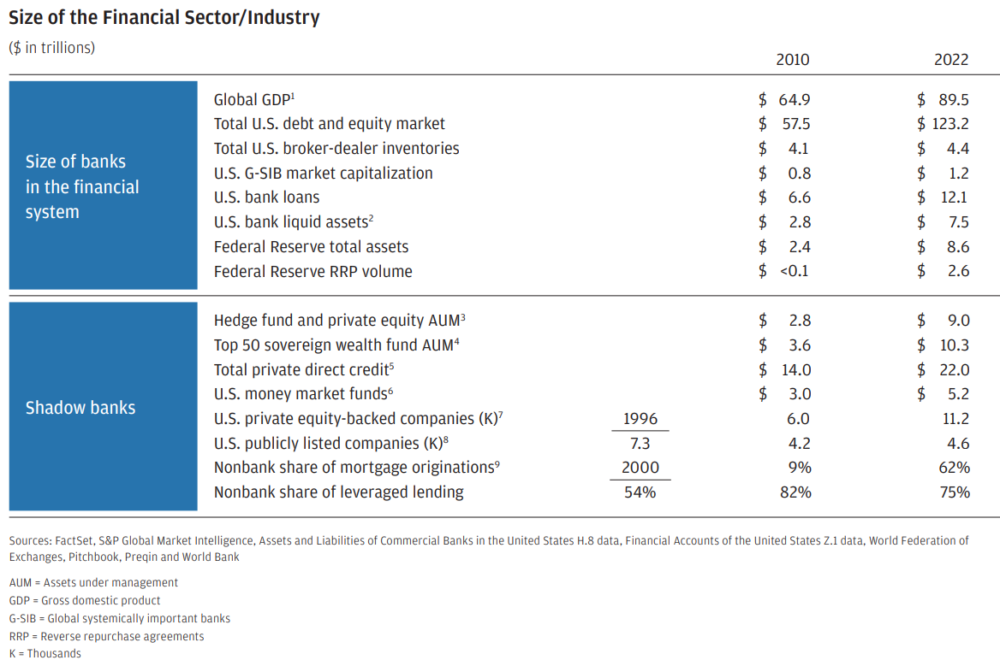 Size of the Financial Sector/Industry
($ in trillions)
2010 2022
Size of banks
in the financial
system
Global GDP¹ $ 64.9 $ 89.5
Total U.S. debt and equity market $ 57.5 $ 123.2
Total U.S. broker-dealer inventories $ 4.1 $ 4.4
U.S. G-SIB market capitalization $ 0.8 $ 1.2
U.S. bank loans $ 6.6 $ 12.1
U.S. bank liquid assets² $ 2.8 $ 7.5
Federal Reserve total assets $ 2.4 $ 8.6
Federal Reserve RRP volume $ <0.1 $ 2.6
Shadow banks
Hedge fund and private equity AUM³ $ 2.8 $ 9.0
Top 50 sovereign wealth fund AUM⁴ $ 3.6 $ 10.3
Total private direct credit⁵ $ 14.0 $ 22.0
U.S. money market funds⁶ $ 3.0 $ 5.2
U.S. private equity-backed companies (K)⁷ 1996 6.0 11.2
U.S. publicly listed companies (K)⁸ 7.3 4.2 4.6
Nonbank share of mortgage originations⁹ 2000 9% 62%
Nonbank share of leveraged lending 54% 82% 75%
Sources: FactSet, S&P Global Market Intelligence, Assets and Liabilities of Commercial Banks in the United States H.8 data, Financial Accounts of the United States Z.1 data, World Federation of
Exchanges, Pitchbook, Preqin and World Bank
AUM = Assets under management
GDP = Gross domestic product
G-SIB = Global systemically important banks
RRP = Reverse repurchase agreements
K = Thousands